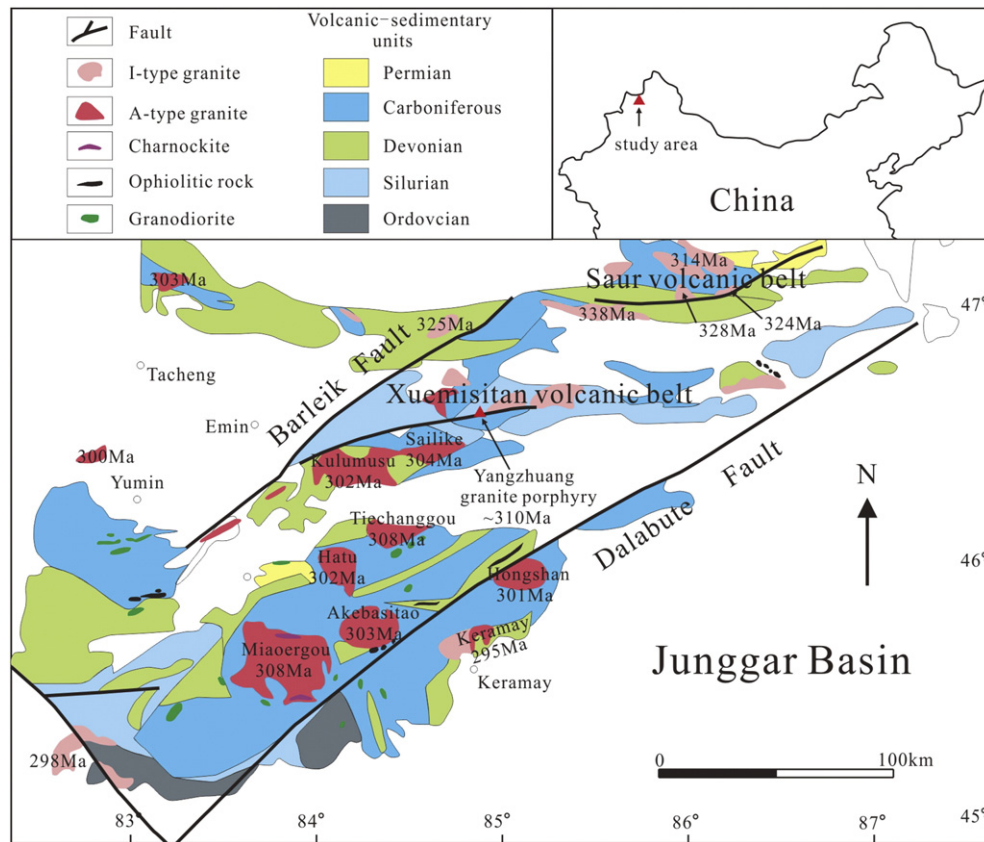 Fault
I-type granite
A-type granite
Charnockite
Ophiolitic rock
Granodiorite
Volcanic-sedimentary
units
Permian
Carboniferous
Devonian
Silurian
Ordovcian
study area
China
303Ma
314Ma
Saur volcanic belt
338Ma
328Ma
324Ma
325Ma
47°
Tacheng
Barleik Fault
Xuemisitan volcanic belt
Emin
Sailike
304Ma
Kulumusu
302Ma
300Ma
Yumin
Yangzhuang
granite porphyry
~310Ma
Dalabute Fault
N
Tiechanggou
308Ma
Hatu
302Ma
Hongshan
301Ma
46°
Akebasitao
303Ma
Keramay
295Ma
Miaoergou
308Ma
Keramay
Junggar Basin
298Ma
0
100km
83°
84°
85°
86°
87°
45°